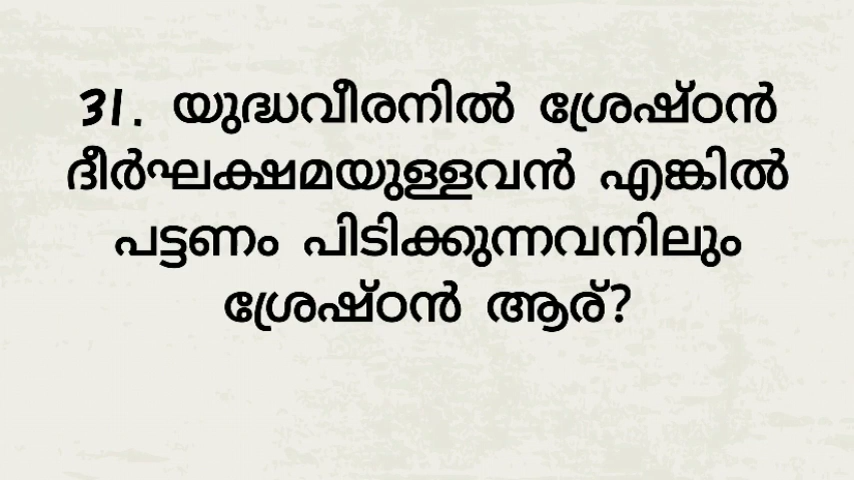 31. യുദ്ധവീരനിൽ ശ്രേഷ്ഠൻ
ദീർഘക്ഷമയുള്ളവൻ എങ്കിൽ
പട്ടണം പിടിക്കുന്നവനിലും
ശ്രേഷ്ഠൻ ആര്?